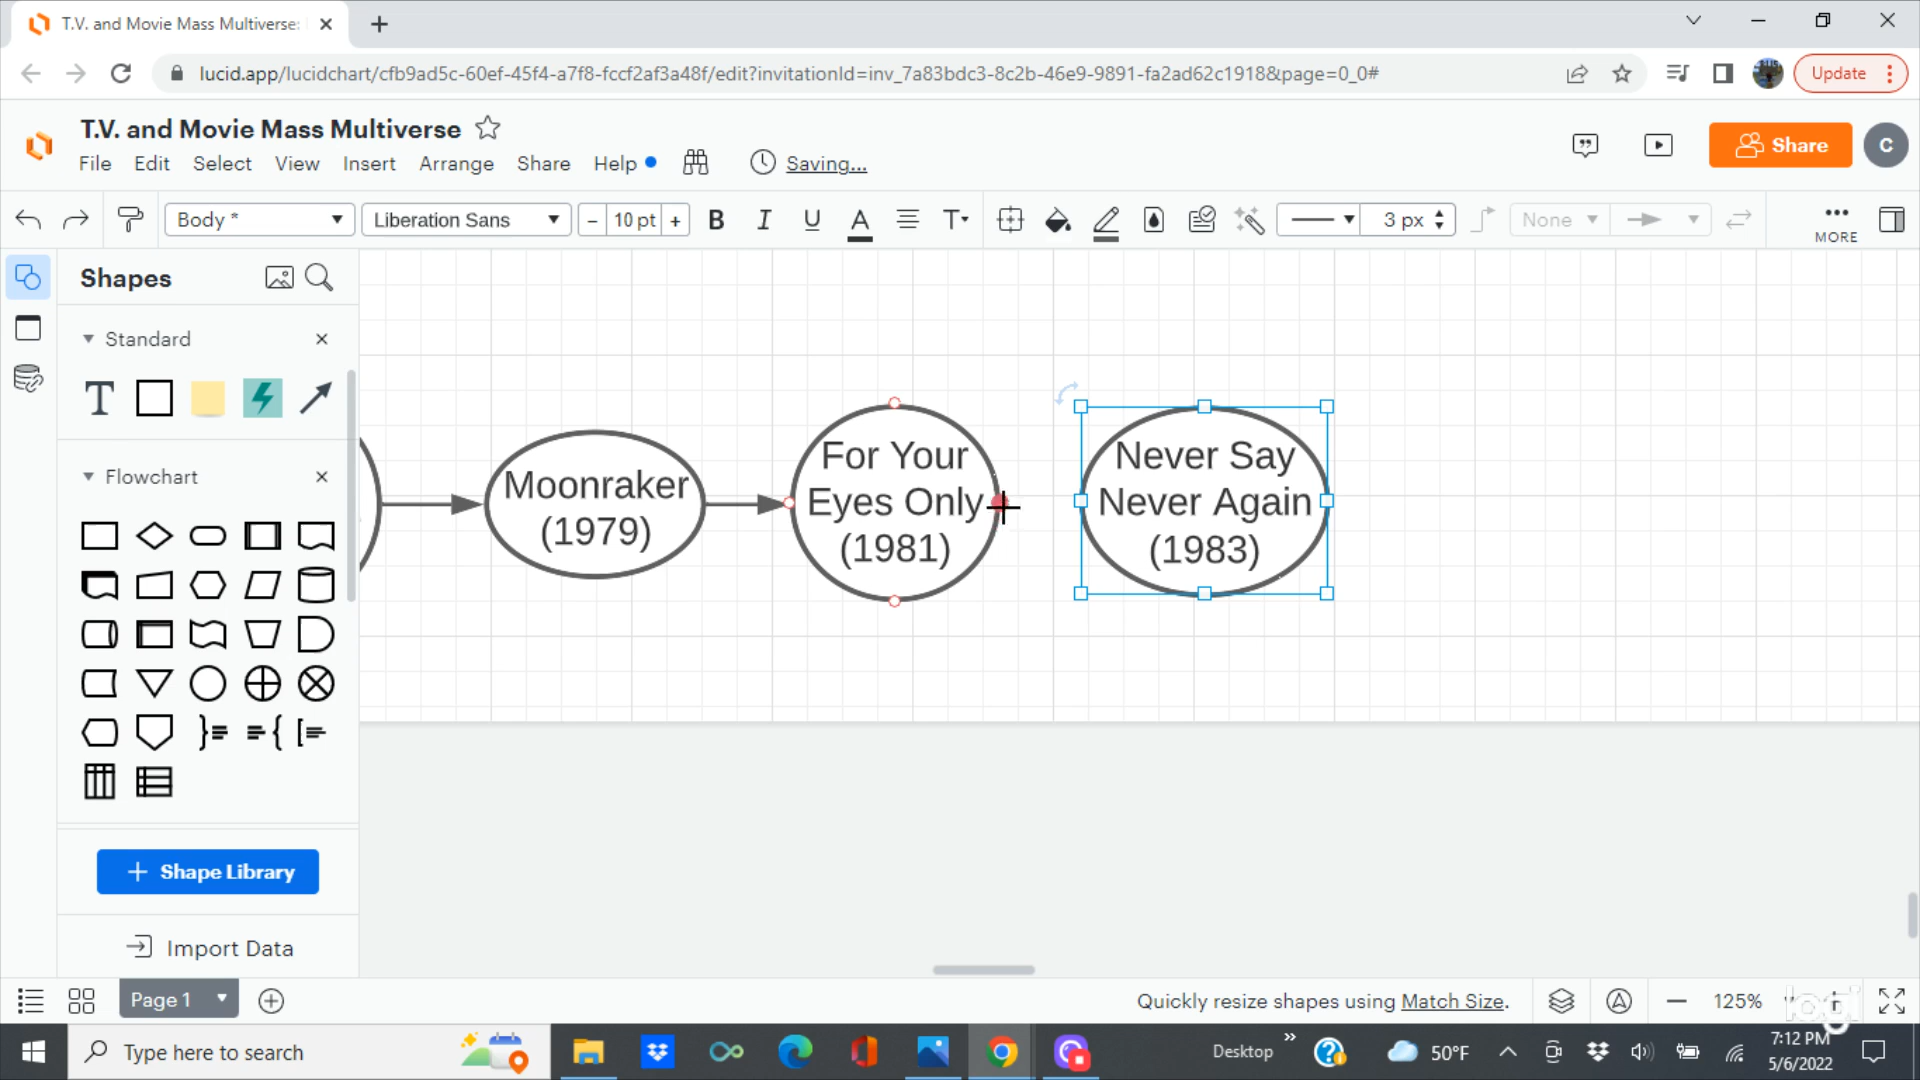 T.V. and Movie Mass Multiverse:
lucid.app/lucidchart/cfb9ad5c-60ef-45f4-a7f8-fccf2af3a48f/edit?invitationId=inv_7a83bdc3-8c2b-46e9-9891-fa2ad62c1918&page=0_0#
Update
T.V. and Movie Mass Multiverse
File Edit Select View Insert Arrange Share Help
Saving...
Share
C
Body *
Liberation Sans
− 10 pt +
B I U A T
3 px
None
MORE
Shapes
Standard
T
Flowchart
Moonraker
(1979)
For Your
Eyes Only
(1981)
Never Say
Never Again
(1983)
+ Shape Library
Import Data
Page 1
Quickly resize shapes using Match Size.
125%
logi
Type here to search
Desktop
50°F
7:12 PM
5/6/2022